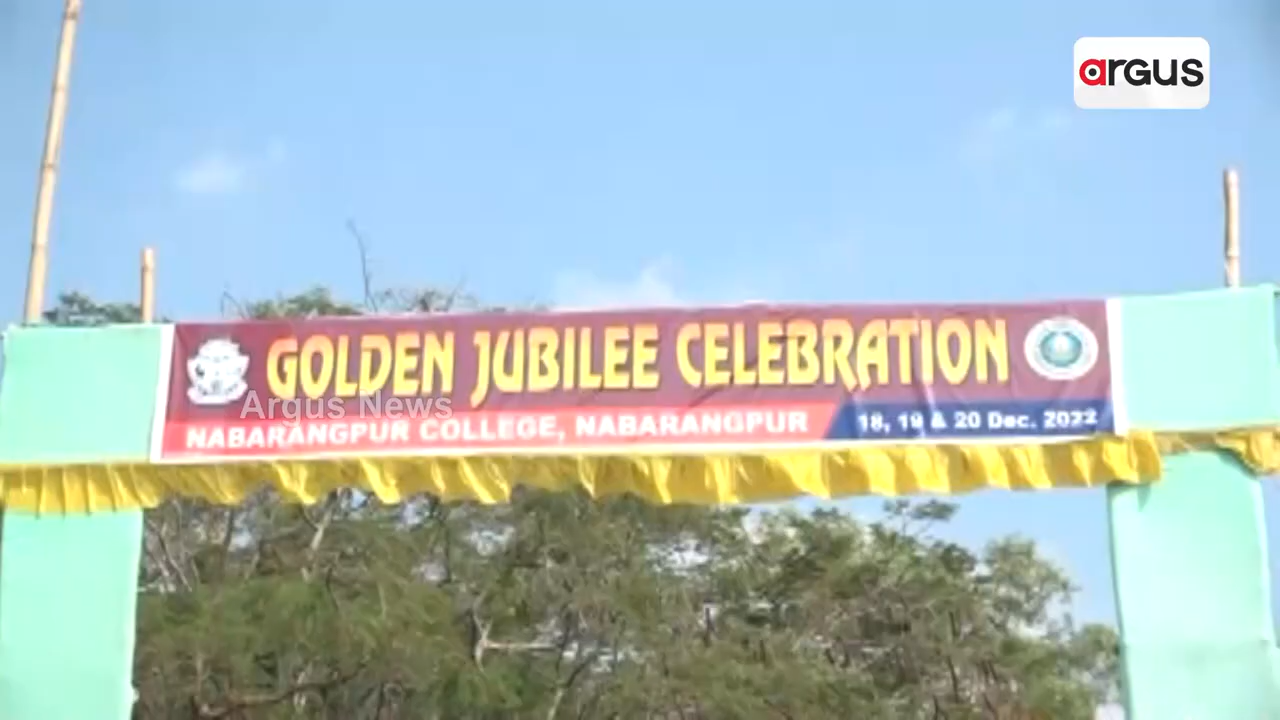 argus
GOLDEN JUBILEE CELEBRATION
Argus News
NABARANGPUR COLLEGE, NABARANGPUR
18, 19 & 20 Dec. 2022